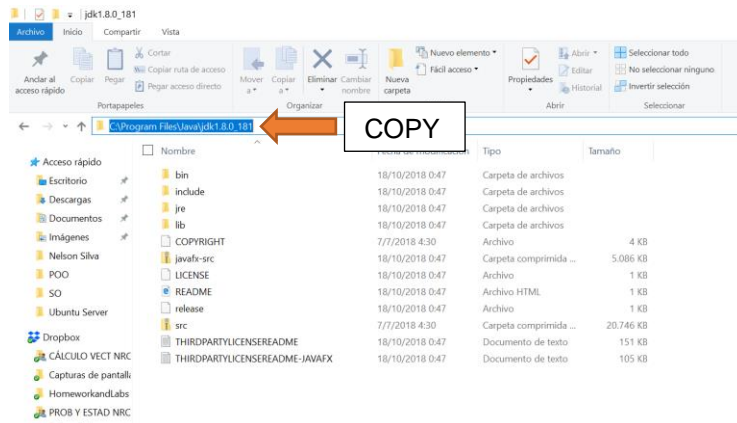 jdk1.8.0_181
Archivo Inicio Compartir Vista
Anclar al acceso rápido
Copiar
Pegar
Cortar
Copiar ruta de acceso
Pegar acceso directo
Portapapeles
Mover a
Copiar a
Eliminar
Cambiar nombre
Organizar
Nueva carpeta
Nuevo elemento
Fácil acceso
Propiedades
Abrir
Editar
Historial
Abrir
Seleccionar todo
No seleccionar ninguno
Invertir selección
Seleccionar
C:\Program Files\Java\jdk1.8.0_181
COPY
Nombre Fecha de modificación Tipo Tamaño
Acceso rápido
Escritorio
Descargas
Documentos
Imágenes
Nelson Silva
POO
SO
Ubuntu Server
Dropbox
CÁLCULO VECT NRC
Capturas de pantalla
HomeworkandLabs
PROB Y ESTAD NRC
bin 18/10/2018 0:47 Carpeta de archivos
include 18/10/2018 0:47 Carpeta de archivos
jre 18/10/2018 0:47 Carpeta de archivos
lib 18/10/2018 0:47 Carpeta de archivos
COPYRIGHT 7/7/2018 4:30 Archivo 4 KB
javafx-src 18/10/2018 0:47 Carpeta comprimida ... 5.086 KB
LICENSE 18/10/2018 0:47 Archivo 1 KB
README 18/10/2018 0:47 Archivo HTML 1 KB
release 18/10/2018 0:47 Archivo 1 KB
src 7/7/2018 4:30 Carpeta comprimida ... 20.746 KB
THIRDPARTYLICENSEREADME 18/10/2018 0:47 Documento de texto 151 KB
THIRDPARTYLICENSEREADME-JAVAFX 18/10/2018 0:47 Documento de texto 105 KB